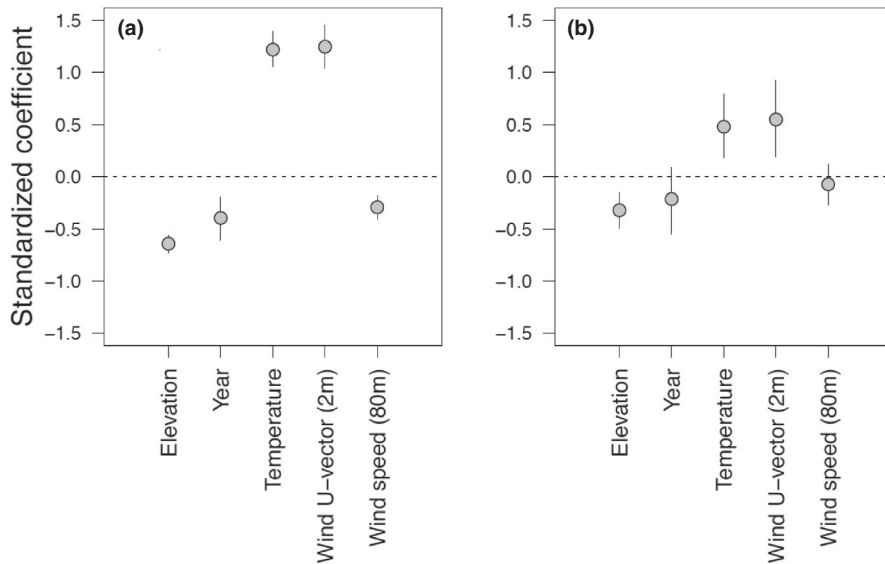 (a)
(b)
Standardized coefficient
1.5
1.0
0.5
0.0
−0.5
−1.0
−1.5
Elevation
Year
Temperature
Wind U−vector (2m)
Wind speed (80m)
1.5
1.0
0.5
0.0
−0.5
−1.0
−1.5
Elevation
Year
Temperature
Wind U−vector (2m)
Wind speed (80m)